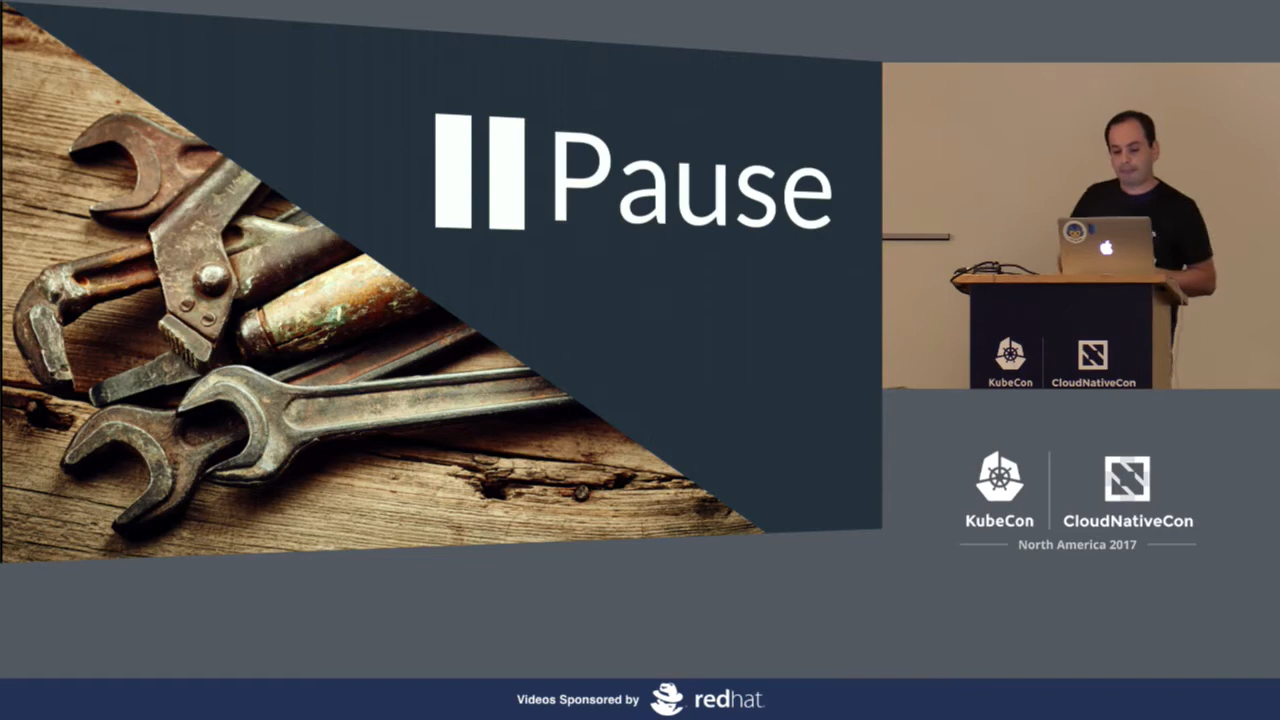 Pause
KubeCon
CloudNativeCon
KubeCon
CloudNativeCon
North America 2017
Videos Sponsored by
redhat